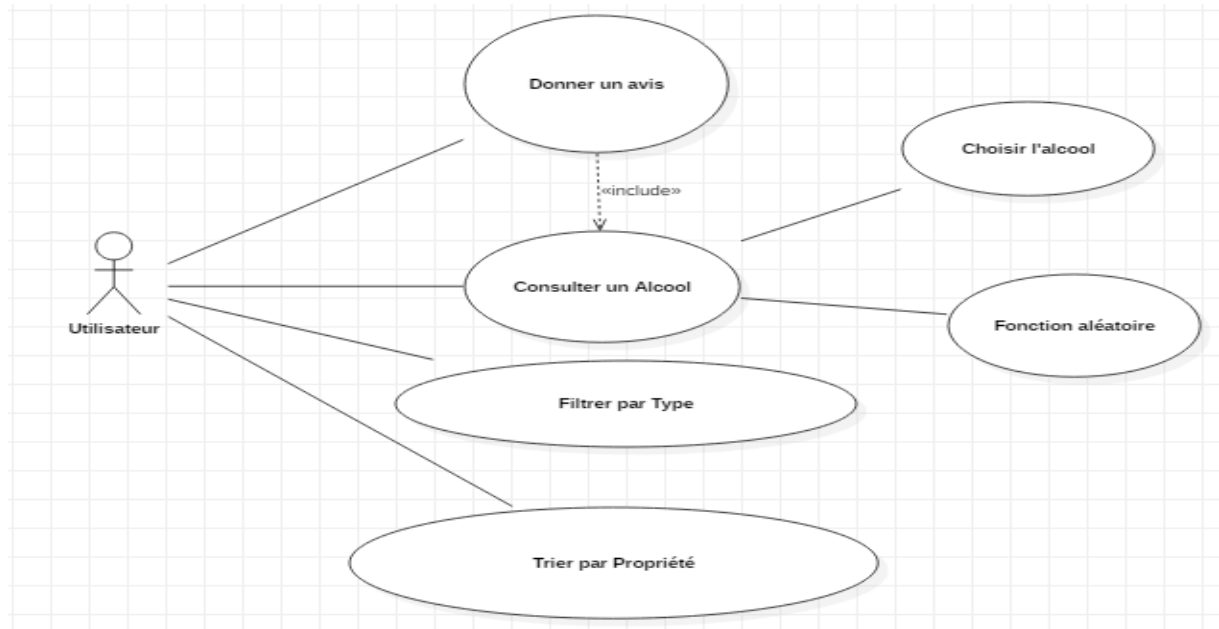 Donner un avis
Choisir l'alcool
«include»
Consulter un Alcool
Utilisateur
Fonction aléatoire
Filtrer par Type
Trier par Propriété